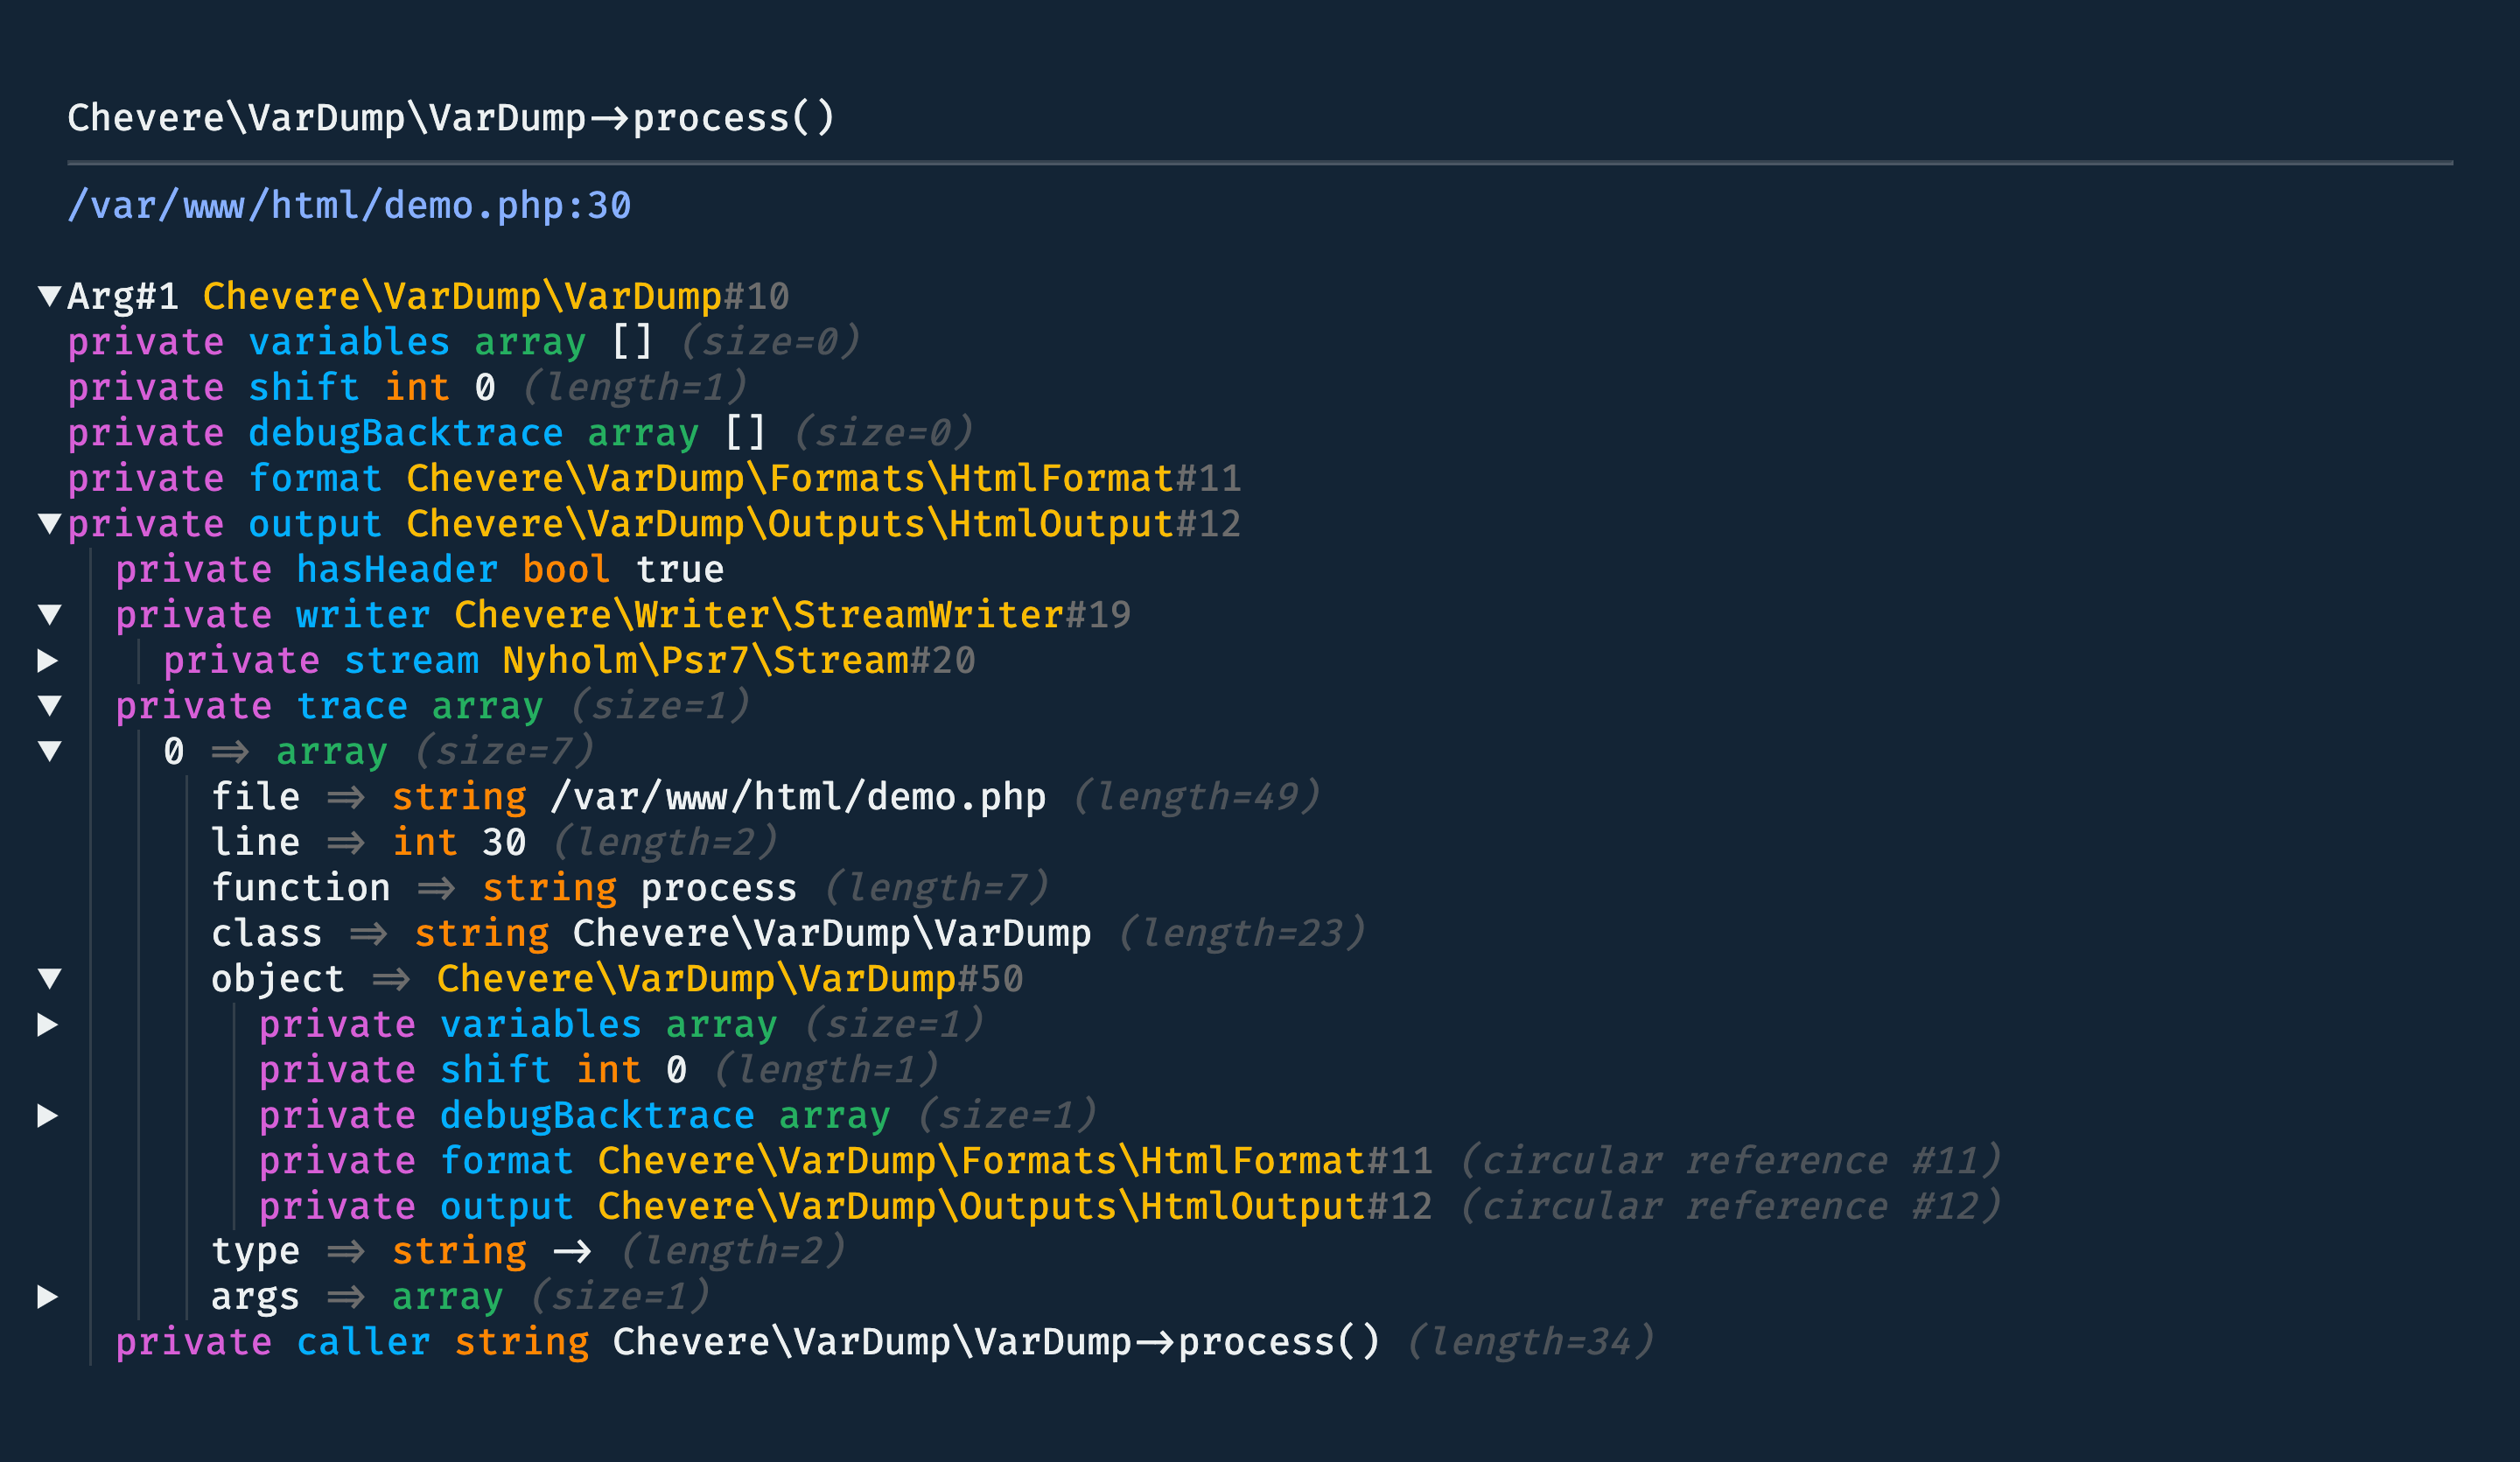 Chevere\VarDump\VarDump->process()
/var/www/html/demo.php:30
▼Arg#1 Chevere\VarDump\VarDump#10
private variables array [] (size=0)
private shift int 0 (length=1)
private debugBacktrace array [] (size=0)
private format Chevere\VarDump\Formats\HtmlFormat#11
▼private output Chevere\VarDump\Outputs\HtmlOutput#12
private hasHeader bool true
▼ private writer Chevere\Writer\StreamWriter#19
▶ private stream Nyholm\Psr7\Stream#20
▼ private trace array (size=1)
▼ 0 => array (size=7)
file => string /var/www/html/demo.php (length=49)
line => int 30 (length=2)
function => string process (length=7)
class => string Chevere\VarDump\VarDump (length=23)
▼ object => Chevere\VarDump\VarDump#50
▶ private variables array (size=1)
private shift int 0 (length=1)
▶ private debugBacktrace array (size=1)
private format Chevere\VarDump\Formats\HtmlFormat#11 (circular reference #11)
private output Chevere\VarDump\Outputs\HtmlOutput#12 (circular reference #12)
type => string -> (length=2)
▶ args => array (size=1)
private caller string Chevere\VarDump\VarDump->process() (length=34)